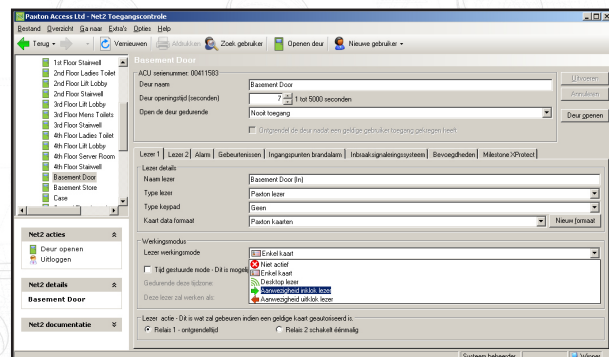 Paxton Access Ltd - Net2 Toegangscontrole
Bestand Overzicht Ga naar Extra's Opties Help
Terug Vernieuwen Afdrukken Zoek gebruiker Openen deur Nieuwe gebruiker
1st Floor Stairwell
2nd Floor Ladies Toilet
2nd Floor Lift Lobby
2nd Floor Stairwell
3rd Floor Lift Lobby
3rd Floor Mens Toilets
3rd Floor Stairwell
4th Floor Ladies Toilet
4th Floor Lift Lobby
4th Floor Server Room
4th Floor Stairwell
Basement Door
Basement Store
Case
Net2 acties
Deur openen
Uitloggen
Net2 details
Basement Door
Net2 documentatie
Basement Door
ACU serienummer: 00411583
Deur naam Basement Door
Deur openingstijd (seconden) 7 1 tot 5000 seconden
Open de deur gedurende Nooit toegang
Ontgrendel de deur nadat een geldige gebruiker toegang gekregen heeft
Uitvoeren
Annuleren
Deur openen
Lezer 1 Lezer 2 Alarm Gebeurtenissen Ingangspunten brandalarm Inbraaksignaleringssysteem Bevoegdheden Milestone XProtect
Lezer details
Naam lezer Basement Door (In)
Type lezer Paxton lezer
Type keypad Geen
Kaart data formaat Paxton kaarten Nieuw formaat
Werkingsmodus
Lezer werkingsmode Enkel kaart
Niet actief
Enkel kaart
Desktop lezer
Aanwezigheid inklok lezer
Aanwezigheid uitklok lezer
Tijd gestuurde mode - Dit is mogelij
Gedurende deze tijdzone
Deze lezer zal werken als:
Lezer actie - Dit is wat zal gebeuren indien een geldige kaart geautoriseerd is.
Relais 1 - ontgrendeltijd Relais 2 schakelt éénmalig
Systeem beheerder Winner